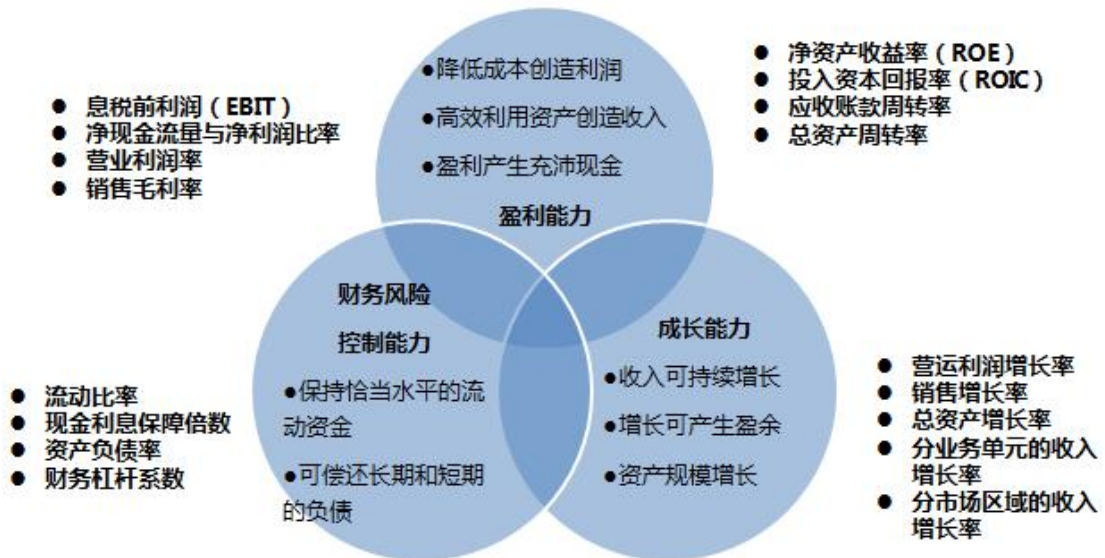 ●降低成本创造利润
●高效利用资产创造收入
●盈利产生充沛现金
盈利能力
● 息税前利润（EBIT）
● 净现金流量与净利润比率
● 营业利润率
● 销售毛利率
● 净资产收益率（ROE）
● 投入资本回报率（ROIC）
● 应收账款周转率
● 总资产周转率
财务风险
控制能力
●保持恰当水平的流
动资金
●可偿还长期和短期
的负债
● 流动比率
● 现金利息保障倍数
● 资产负债率
● 财务杠杆系数
成长能力
●收入可持续增长
●增长可产生盈余
●资产规模增长
● 营运利润增长率
● 销售增长率
● 总资产增长率
● 分业务单元的收入
增长率
● 分市场区域的收入
增长率